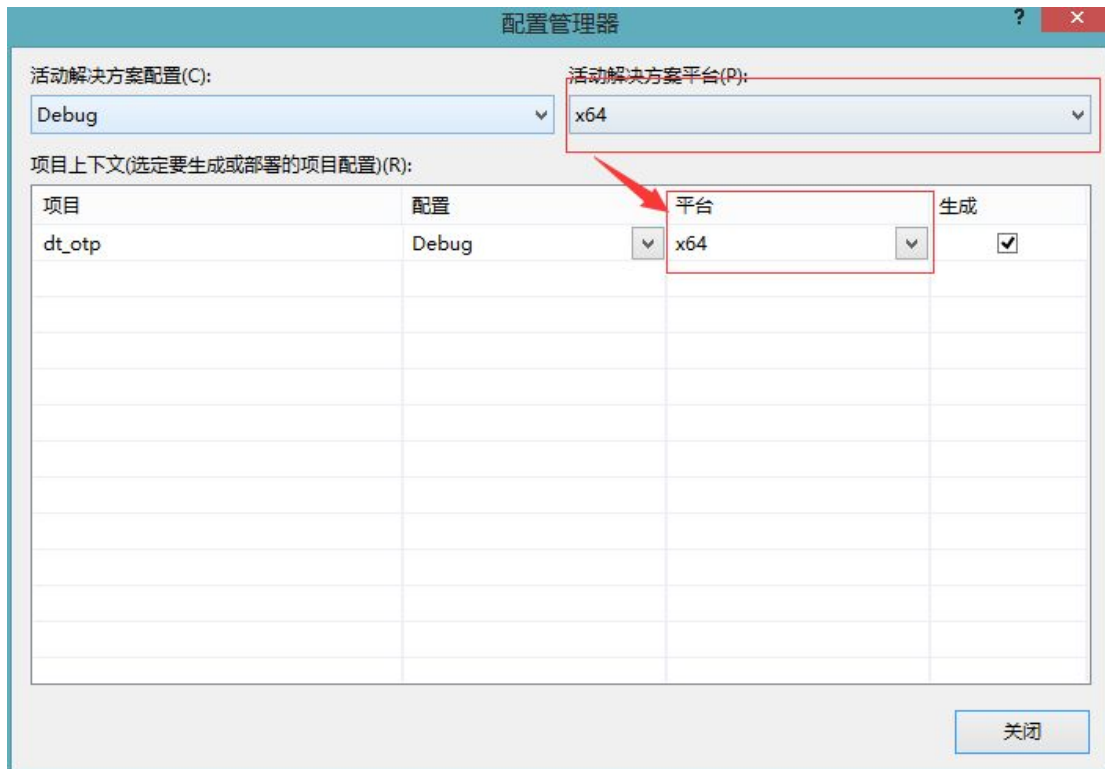 配置管理器
?
活动解决方案配置(C):
活动解决方案平台(P):
Debug
x64
项目上下文(选定要生成或部署的项目配置)(R):
项目 配置 平台 生成
dt_otp Debug x64
关闭